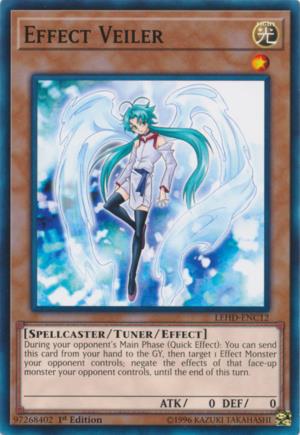 EFFECT VEILER
LIGHT
光
LEHD-ENC12
[SPELLCASTER/TUNER/EFFECT]
During your opponent's Main Phase (Quick Effect): You can send
this card from your hand to the GY, then target 1 Effect Monster
your opponent controls; negate the effects of that face-up
monster your opponent controls, until the end of this turn.
ATK/ 0 DEF/ 0
97268402 1st Edition ©1996 KAZUKI TAKAHASHI